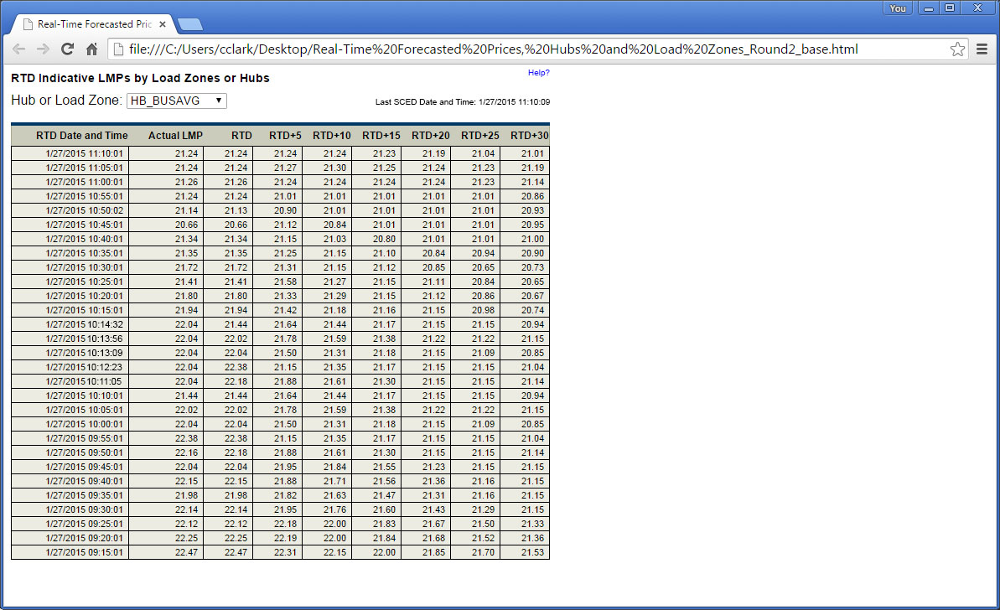 You
Real-Time Forecasted Pric
file:///C:/Users/cclark/Desktop/Real-Time%20Forecasted%20Prices,%20Hubs%20and%20Load%20Zones_Round2_base.html
RTD Indicative LMPs by Load Zones or Hubs Help?
Hub or Load Zone: HB_BUSAVG Last SCED Date and Time: 1/27/2015 11:10:09
RTD Date and Time Actual LMP RTD RTD+5 RTD+10 RTD+15 RTD+20 RTD+25 RTD+30
1/27/2015 11:10:01 21.24 21.24 21.24 21.24 21.23 21.19 21.04 21.01
1/27/2015 11:05:01 21.24 21.24 21.27 21.30 21.25 21.24 21.23 21.19
1/27/2015 11:00:01 21.26 21.26 21.24 21.24 21.24 21.24 21.23 21.14
1/27/2015 10:55:01 21.24 21.24 21.01 21.01 21.01 21.01 21.01 20.86
1/27/2015 10:50:02 21.14 21.13 20.90 21.01 21.01 21.01 21.01 20.93
1/27/2015 10:45:01 20.66 20.66 21.12 20.84 21.01 21.01 21.01 20.95
1/27/2015 10:40:01 21.34 21.34 21.15 21.03 20.80 21.01 21.01 21.00
1/27/2015 10:35:01 21.35 21.35 21.25 21.15 21.10 20.84 20.94 20.90
1/27/2015 10:30:01 21.72 21.72 21.31 21.15 21.12 20.85 20.65 20.73
1/27/2015 10:25:01 21.41 21.41 21.58 21.27 21.15 21.11 20.84 20.65
1/27/2015 10:20:01 21.80 21.80 21.33 21.29 21.15 21.12 20.86 20.67
1/27/2015 10:15:01 21.94 21.94 21.42 21.18 21.16 21.15 20.98 20.74
1/27/2015 10:14:32 22.04 21.44 21.64 21.44 21.17 21.15 21.15 20.94
1/27/2015 10:13:56 22.04 22.02 21.78 21.59 21.38 21.22 21.22 21.15
1/27/2015 10:13:09 22.04 22.04 21.50 21.31 21.18 21.15 21.09 20.85
1/27/2015 10:12:23 22.04 22.38 21.15 21.35 21.17 21.15 21.15 21.04
1/27/2015 10:11:05 22.04 22.18 21.88 21.61 21.30 21.15 21.15 21.14
1/27/2015 10:10:01 21.44 21.44 21.64 21.44 21.17 21.15 21.15 20.94
1/27/2015 10:05:01 22.02 22.02 21.78 21.59 21.38 21.22 21.22 21.15
1/27/2015 10:00:01 22.04 22.04 21.50 21.31 21.18 21.15 21.09 20.85
1/27/2015 09:55:01 22.38 22.38 21.15 21.35 21.17 21.15 21.15 21.04
1/27/2015 09:50:01 22.16 22.18 21.88 21.61 21.30 21.15 21.15 21.14
1/27/2015 09:45:01 22.04 22.04 21.95 21.84 21.55 21.23 21.15 21.15
1/27/2015 09:40:01 22.15 22.15 21.88 21.71 21.56 21.36 21.16 21.15
1/27/2015 09:35:01 21.98 21.98 21.82 21.63 21.47 21.31 21.16 21.15
1/27/2015 09:30:01 22.14 22.14 21.95 21.76 21.60 21.43 21.29 21.15
1/27/2015 09:25:01 22.12 22.12 22.18 22.00 21.83 21.67 21.50 21.33
1/27/2015 09:20:01 22.25 22.25 22.19 22.00 21.84 21.68 21.52 21.36
1/27/2015 09:15:01 22.47 22.47 22.31 22.15 22.00 21.85 21.70 21.53